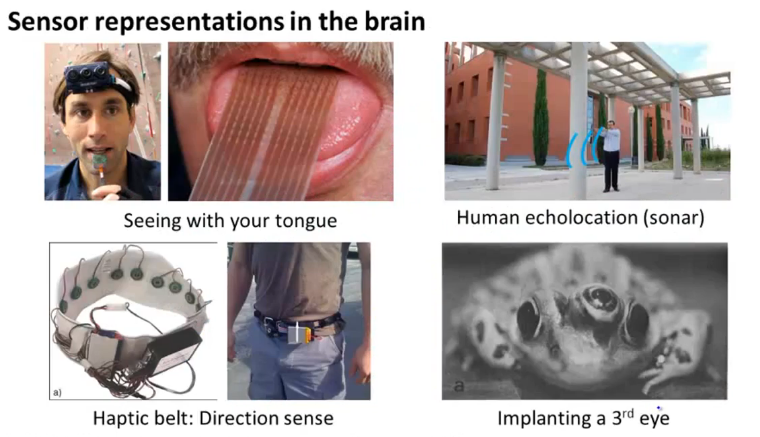 Sensor representations in the brain
Seeing with your tongue
Human echolocation (sonar)
a)
a
Haptic belt: Direction sense
Implanting a 3rd eye